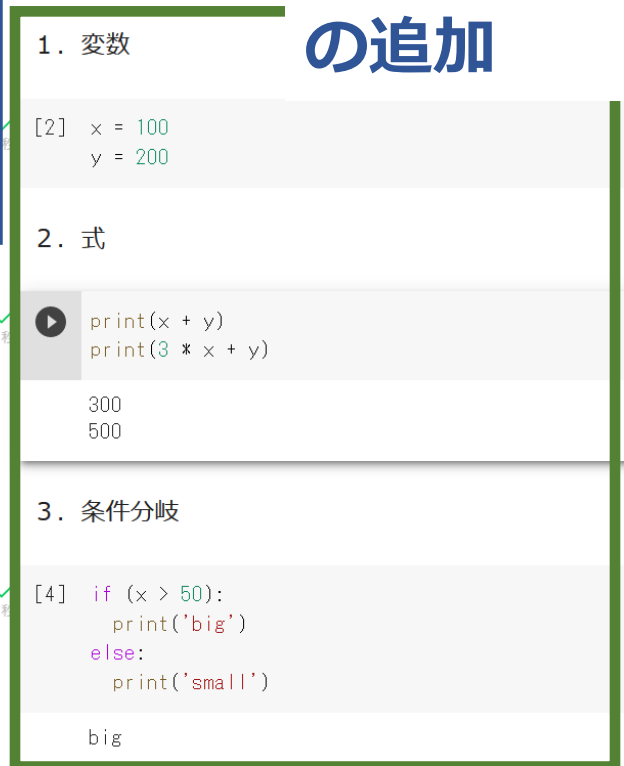 の追加
1. 変数
[2] x = 100
y = 200
2. 式
print(x + y)
print(3 * x + y)
300
500
3. 条件分岐
[4] if (x > 50):
print('big')
else:
print('small')
big